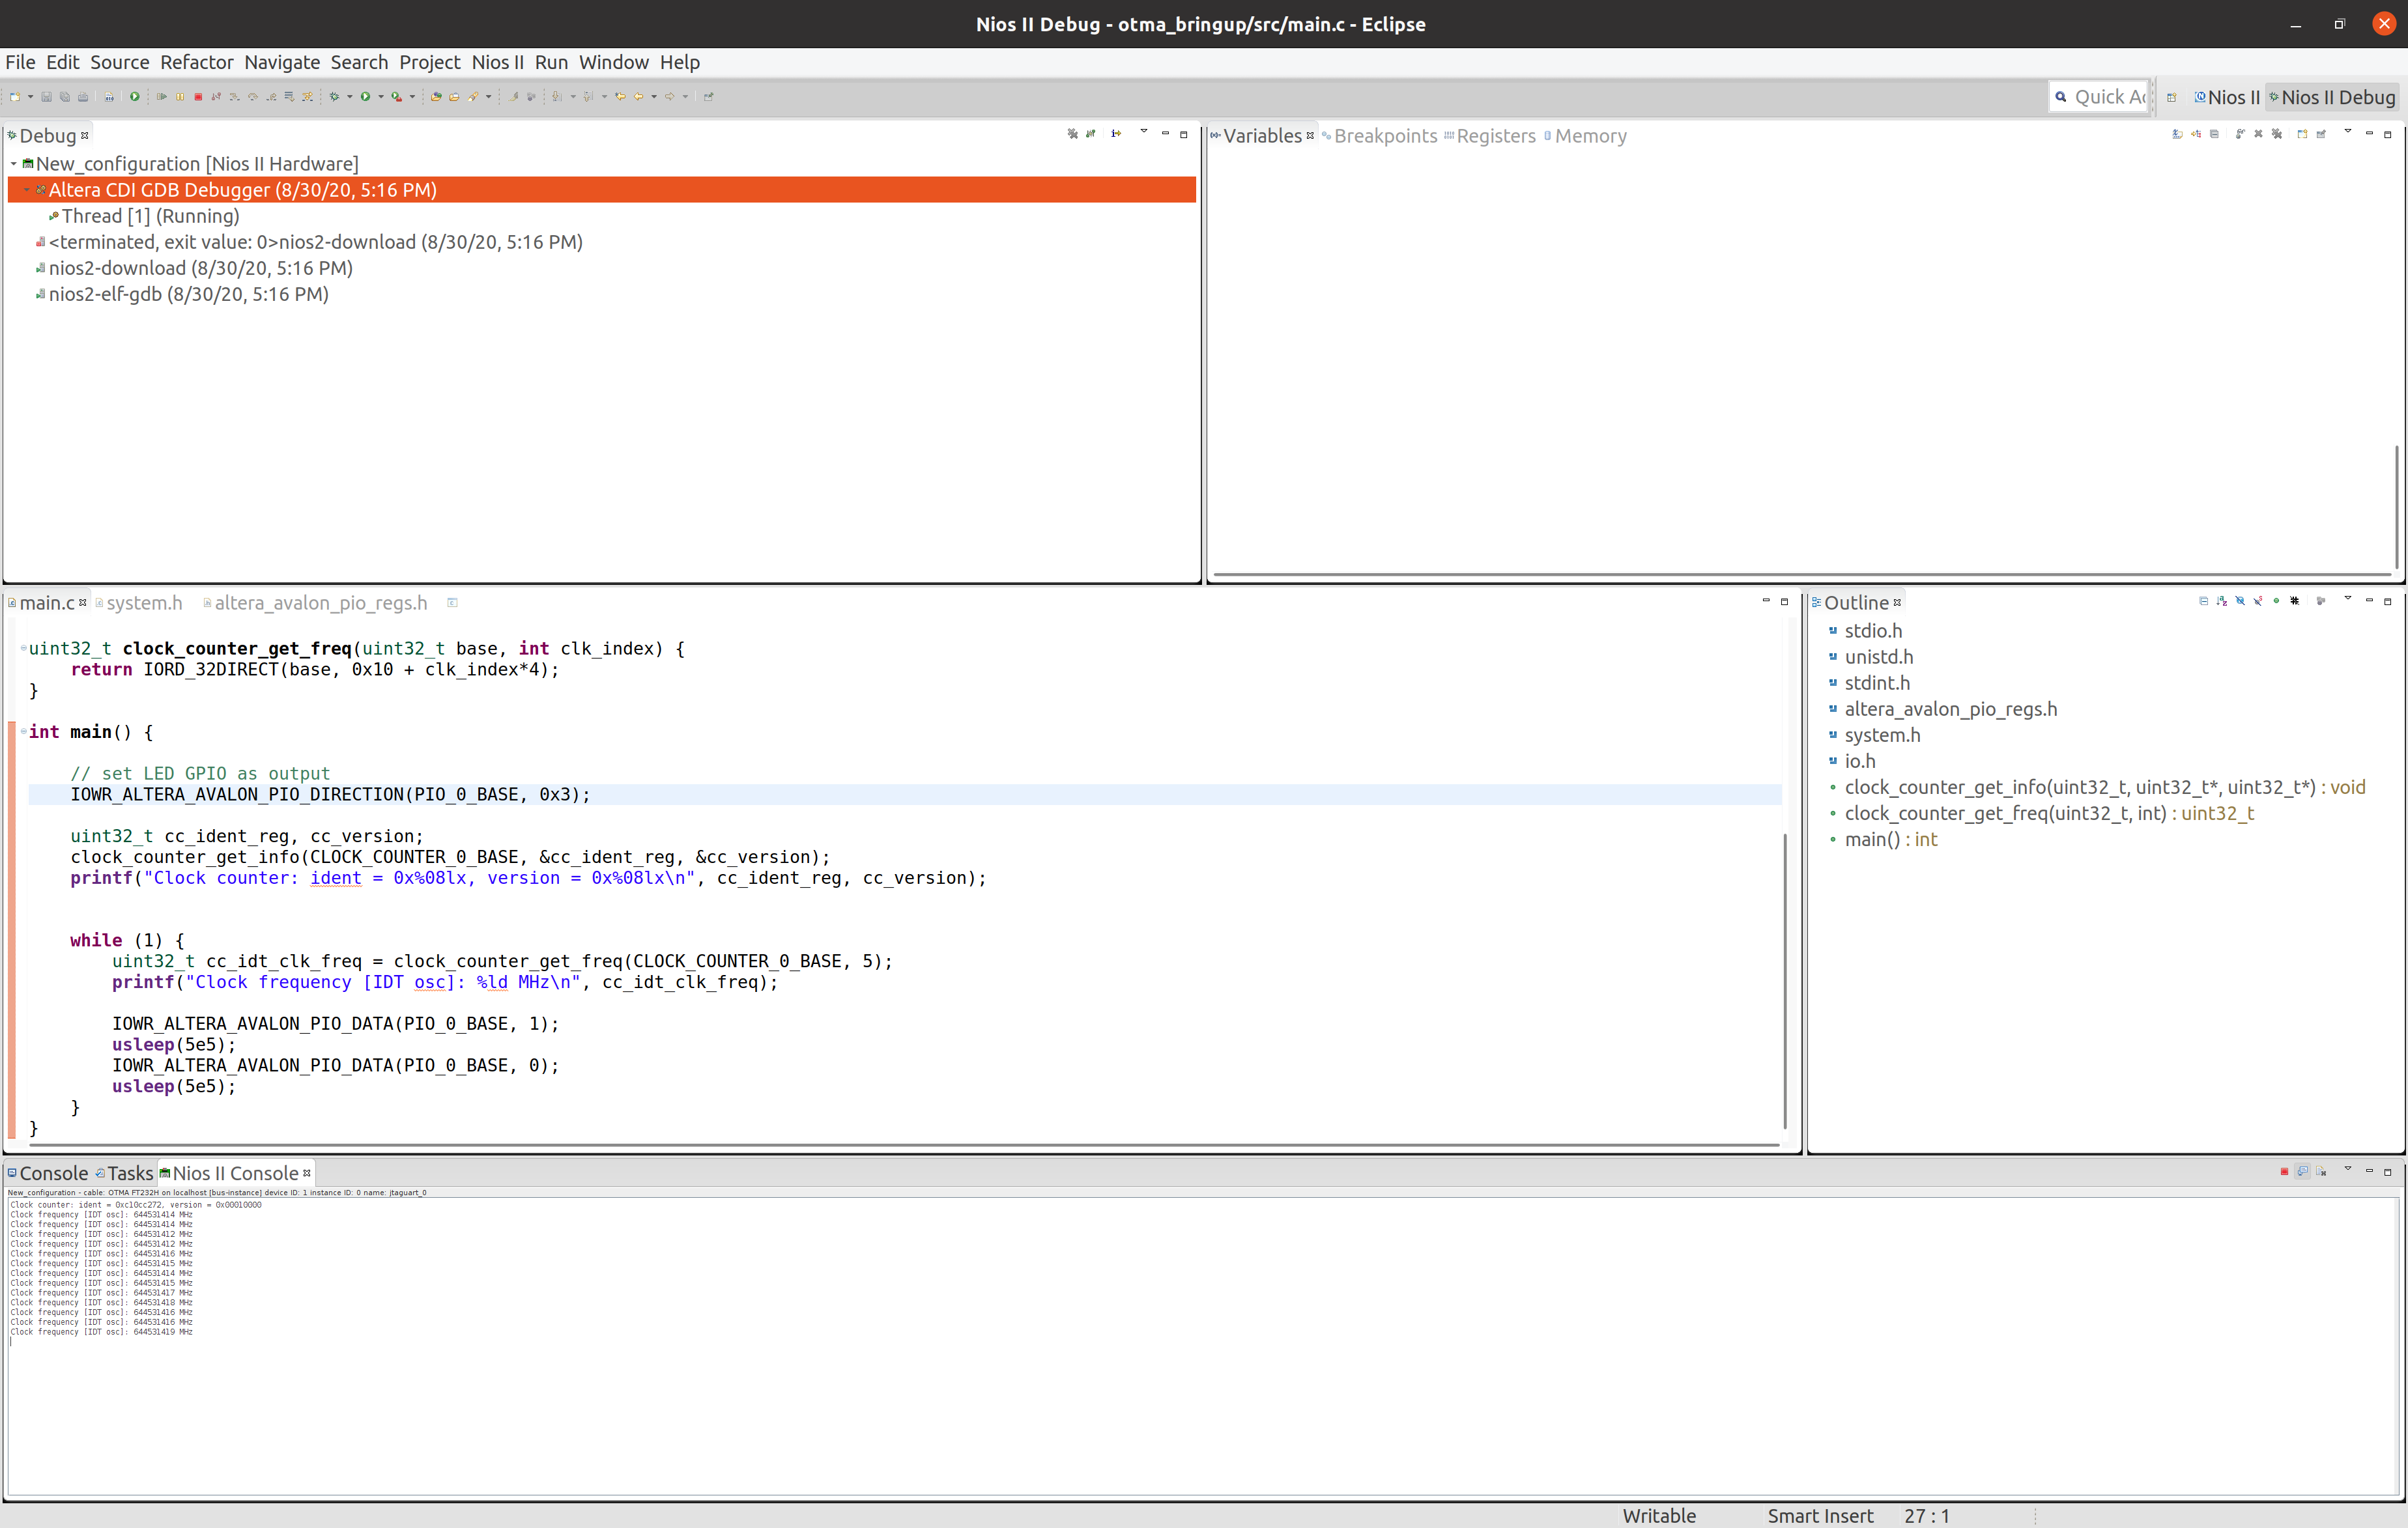 Nios II Debug - otma_bringup/src/main.c - Eclipse
File Edit Source Refactor Navigate Search Project Nios II Run Window Help
Quick Ac
Nios II
Nios II Debug
Debug
New_configuration [Nios II Hardware]
Altera CDI GDB Debugger (8/30/20, 5:16 PM)
Thread [1] (Running)
<terminated, exit value: 0>nios2-download (8/30/20, 5:16 PM)
nios2-download (8/30/20, 5:16 PM)
nios2-elf-gdb (8/30/20, 5:16 PM)
Variables Breakpoints Registers Memory
main.c system.h altera_avalon_pio_regs.h
uint32_t clock_counter_get_freq(uint32_t base, int clk_index) {
return IORD_32DIRECT(base, 0x10 + clk_index*4);
}
int main() {
// set LED GPIO as output
IOWR_ALTERA_AVALON_PIO_DIRECTION(PIO_0_BASE, 0x3);
uint32_t cc_ident_reg, cc_version;
clock_counter_get_info(CLOCK_COUNTER_0_BASE, &cc_ident_reg, &cc_version);
printf("Clock counter: ident = 0x%08lx, version = 0x%08lx\n", cc_ident_reg, cc_version);
while (1) {
uint32_t cc_idt_clk_freq = clock_counter_get_freq(CLOCK_COUNTER_0_BASE, 5);
printf("Clock frequency [IDT osc]: %ld MHz\n", cc_idt_clk_freq);
IOWR_ALTERA_AVALON_PIO_DATA(PIO_0_BASE, 1);
usleep(5e5);
IOWR_ALTERA_AVALON_PIO_DATA(PIO_0_BASE, 0);
usleep(5e5);
}
}
Outline
stdio.h
unistd.h
stdint.h
altera_avalon_pio_regs.h
system.h
io.h
clock_counter_get_info(uint32_t, uint32_t*, uint32_t*) : void
clock_counter_get_freq(uint32_t, int) : uint32_t
main() : int
Console Tasks Nios II Console
New_configuration - cable: OTMA FT232H on localhost [bus-instance] device ID: 1 instance ID: 0 name: jtaguart_0
Clock counter: ident = 0xc10cc272, version = 0x00010000
Clock frequency [IDT osc]: 644531414 MHz
Clock frequency [IDT osc]: 644531414 MHz
Clock frequency [IDT osc]: 644531412 MHz
Clock frequency [IDT osc]: 644531412 MHz
Clock frequency [IDT osc]: 644531416 MHz
Clock frequency [IDT osc]: 644531415 MHz
Clock frequency [IDT osc]: 644531414 MHz
Clock frequency [IDT osc]: 644531415 MHz
Clock frequency [IDT osc]: 644531417 MHz
Clock frequency [IDT osc]: 644531418 MHz
Clock frequency [IDT osc]: 644531416 MHz
Clock frequency [IDT osc]: 644531416 MHz
Clock frequency [IDT osc]: 644531419 MHz
Writable Smart Insert 27 : 1